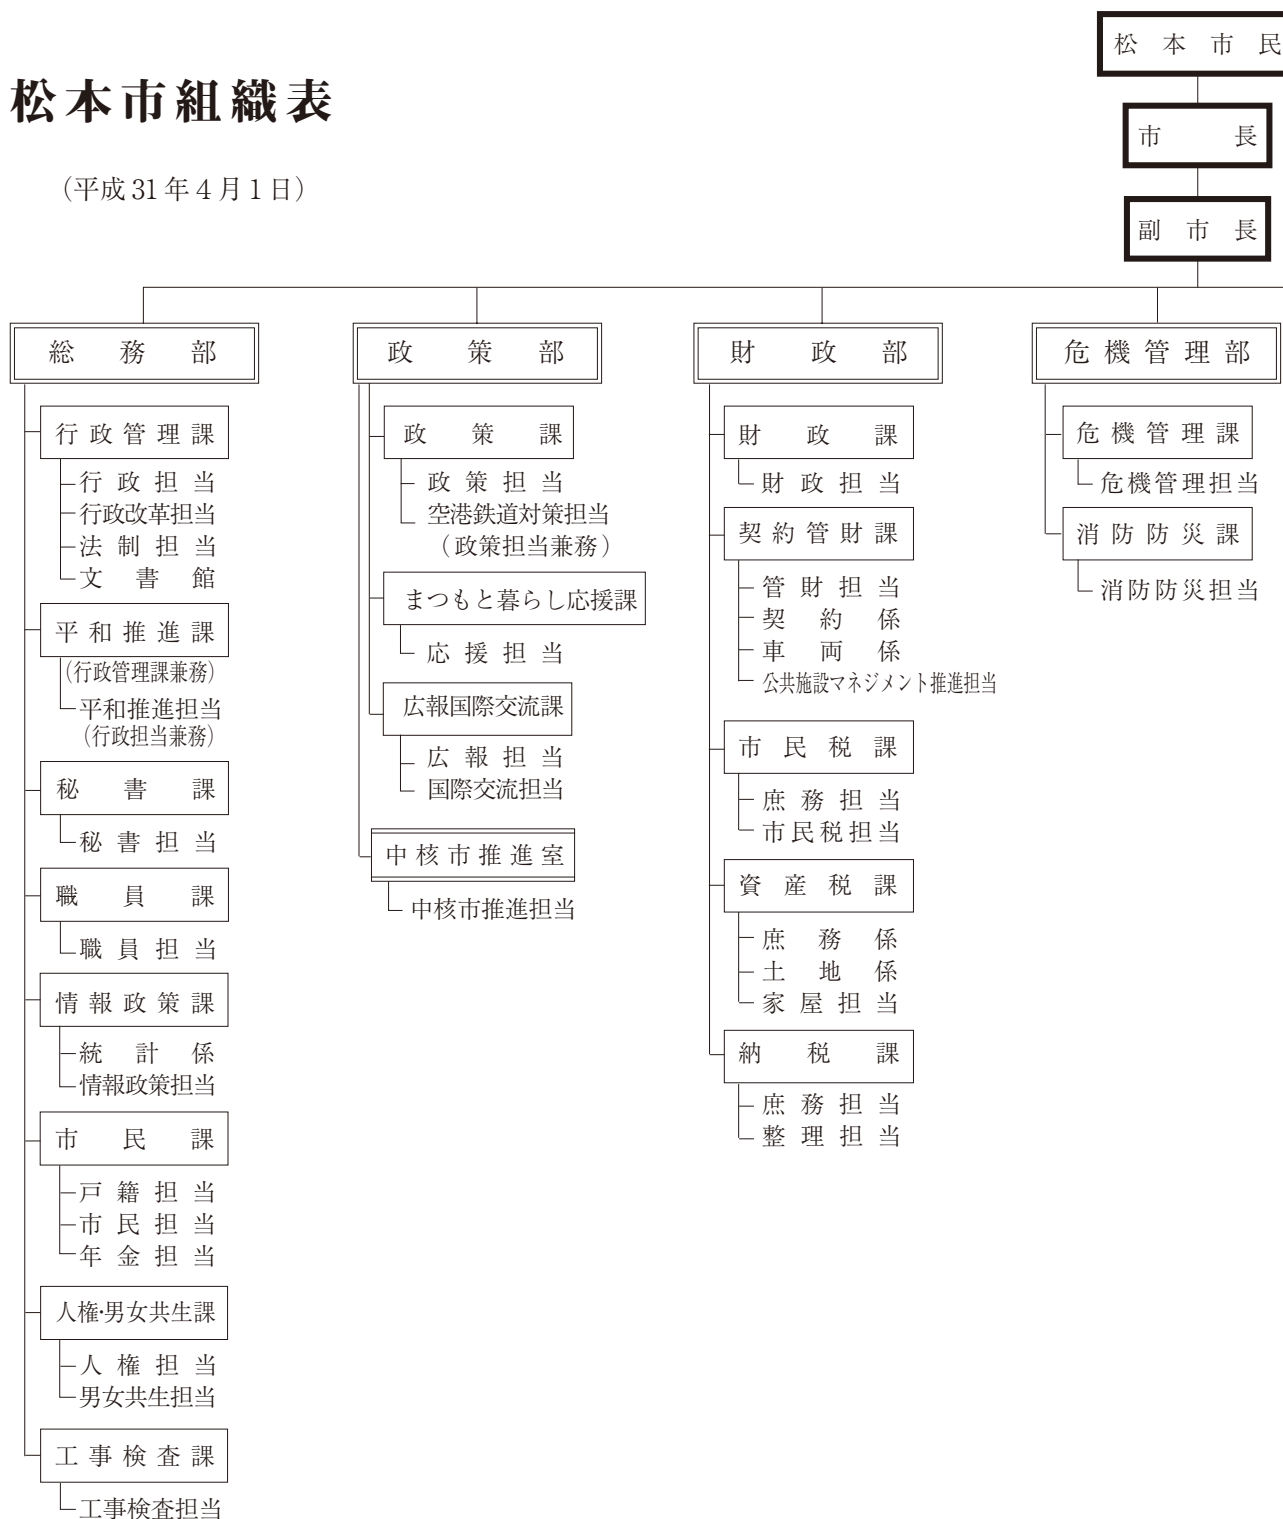 松本市民
松本市組織表
市長
（平成31年4月1日）
副市長
総務部
行政管理課
行政担当
行政改革担当
法制担当
文書館
平和推進課
（行政管理課兼務）
平和推進担当
（行政担当兼務）
秘書課
秘書担当
職員課
職員担当
情報政策課
統計係
情報政策担当
市民課
戸籍担当
市民担当
年金担当
人権・男女共生課
人権担当
男女共生担当
工事検査課
工事検査担当
政策部
政策課
政策担当
空港鉄道対策担当
（政策担当兼務）
まつもと暮らし応援課
応援担当
広報国際交流課
広報担当
国際交流担当
中核市推進室
中核市推進担当
財政部
財政課
財政担当
契約管財課
管財担当
契約係
車両係
公共施設マネジメント推進担当
市民税課
庶務担当
市民税担当
資産税課
庶務係
土地係
家屋担当
納税課
庶務担当
整理担当
危機管理部
危機管理課
危機管理担当
消防防災課
消防防災担当